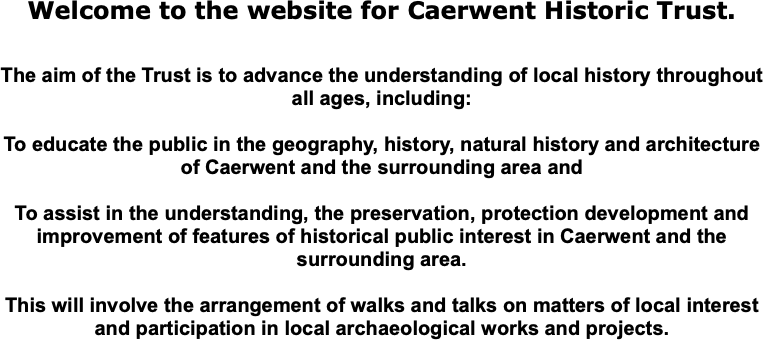 Welcome to the website for Caerwent Historic Trust.
The aim of the Trust is to advance the understanding of local history throughout
all ages, including:
To educate the public in the geography, history, natural history and architecture
of Caerwent and the surrounding area and
To assist in the understanding, the preservation, protection development and
improvement of features of historical public interest in Caerwent and the
surrounding area.
This will involve the arrangement of walks and talks on matters of local interest
and participation in local archaeological works and projects.